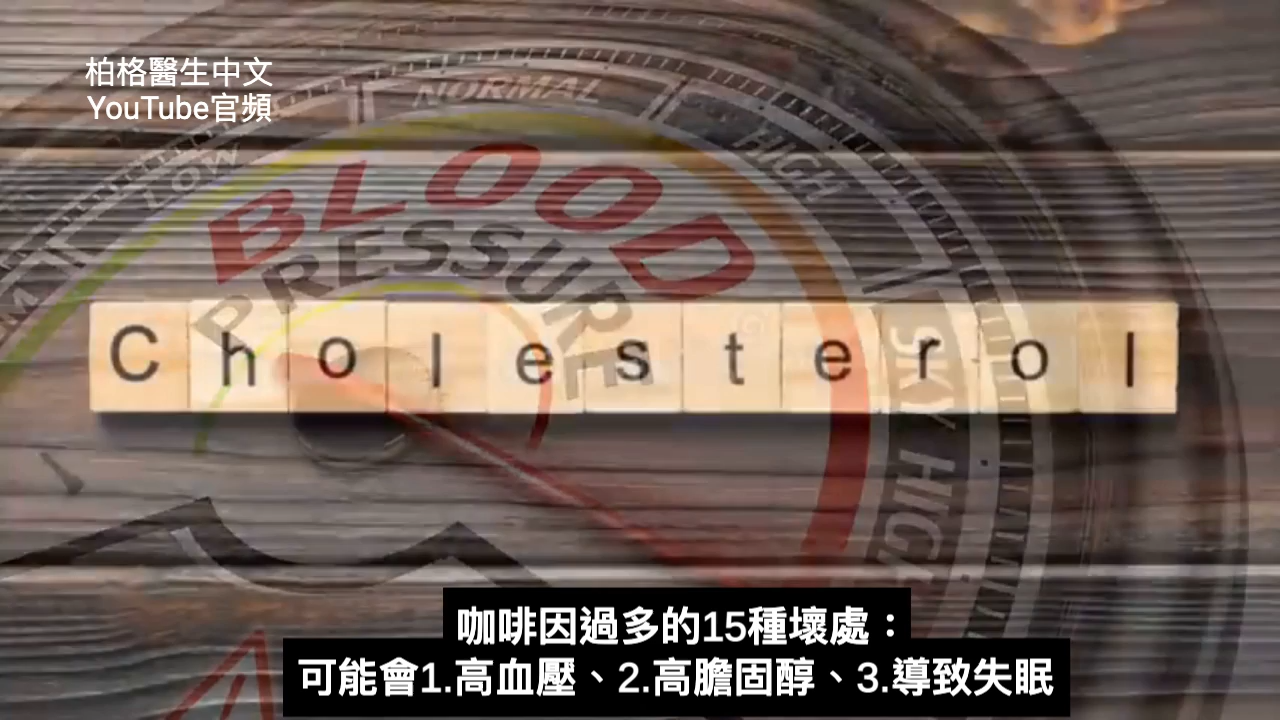 柏格醫生中文
YouTube官頻
NORMAL
LOW
HIGH
BLOOD
PRESSURE
Cholesterol
SKY HIGH
咖啡因過多的15種壞處：
可能會1.高血壓、2.高膽固醇、3.導致失眠